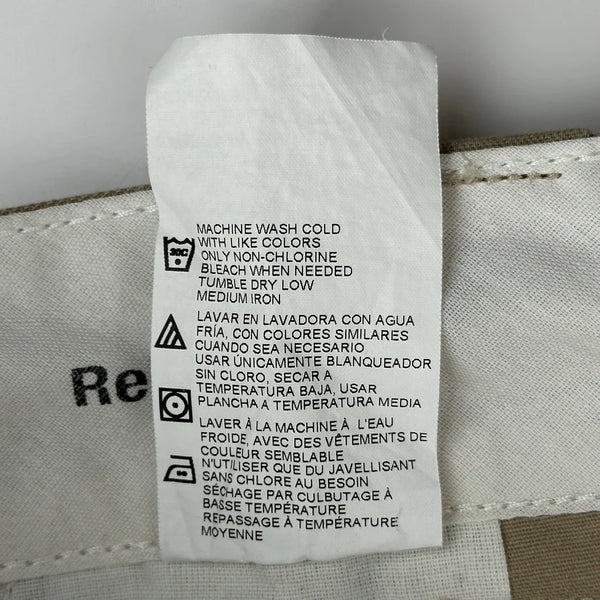 MACHINE WASH COLD
WITH LIKE COLORS
ONLY NON-CHLORINE
BLEACH WHEN NEEDED
TUMBLE DRY LOW
MEDIUM IRON
30C
LAVAR EN LAVADORA CON AGUA
FRÍA, CON COLORES SIMILARES
CUANDO SEA NECESARIO
USAR ÚNICAMENTE BLANQUEADOR
SIN CLORO, SECAR A
TEMPERATURA BAJA, USAR
PLANCHA A TEMPERATURA MEDIA
Re
LAVER À LA MACHINE À L'EAU
FROIDE, AVEC DES VÊTEMENTS DE
COULEUR SEMBLABLE
N'UTILISER QUE DU JAVELLISANT
SANS CHLORE AU BESOIN
SÉCHAGE PAR CULBUTAGE À
BASSE TEMPÉRATURE
REPASSAGE À TEMPÉRATURE
MOYENNE